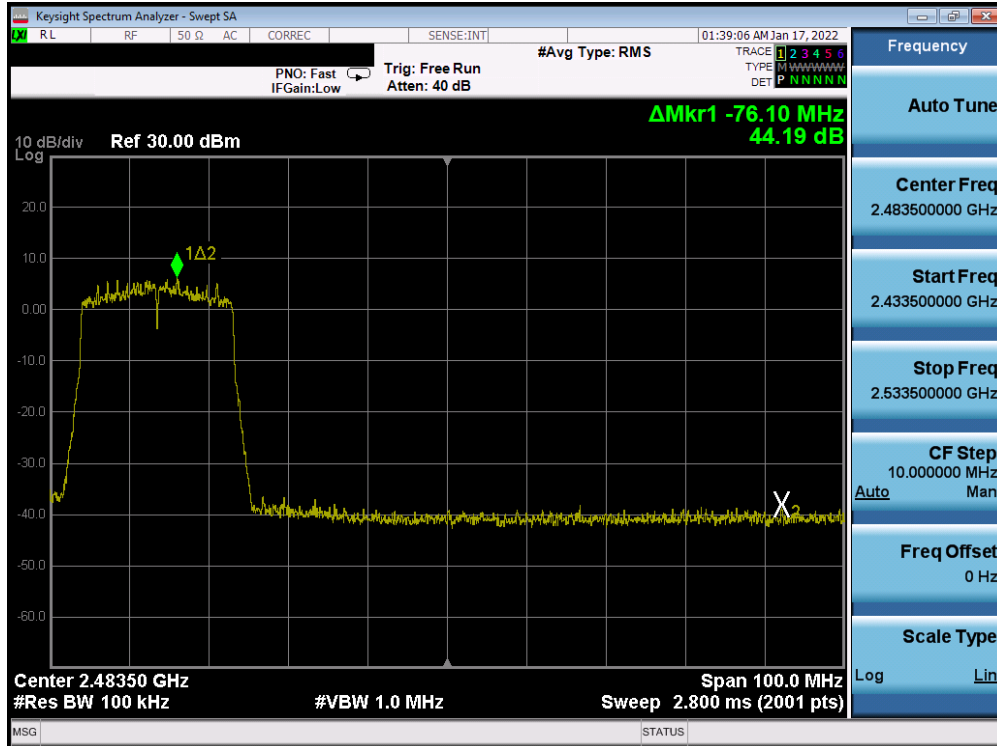 Keysight Spectrum Analyzer - Swept SA
LXI RL RF 50 Ω AC CORREC SENSE:INT 01:39:06 AM Jan 17, 2022
#Avg Type: RMS
TRACE 1 2 3 4 5 6
PNO: Fast Trig: Free Run
TYPE M WWWWW
IFGain:Low Atten: 40 dB
DET P N N N N N
ΔMkr1 -76.10 MHz
44.19 dB
10 dB/div Ref 30.00 dBm
Log
20.0
10.0
0.00
-10.0
-20.0
-30.0
-40.0
-50.0
-60.0
1Δ2
X2
Center 2.48350 GHz Span 100.0 MHz
#Res BW 100 kHz #VBW 1.0 MHz Sweep 2.800 ms (2001 pts)
MSG STATUS
Frequency
Auto Tune
Center Freq
2.483500000 GHz
Start Freq
2.433500000 GHz
Stop Freq
2.533500000 GHz
CF Step
10.000000 MHz
Auto Man
Freq Offset
0 Hz
Scale Type
Log Lin